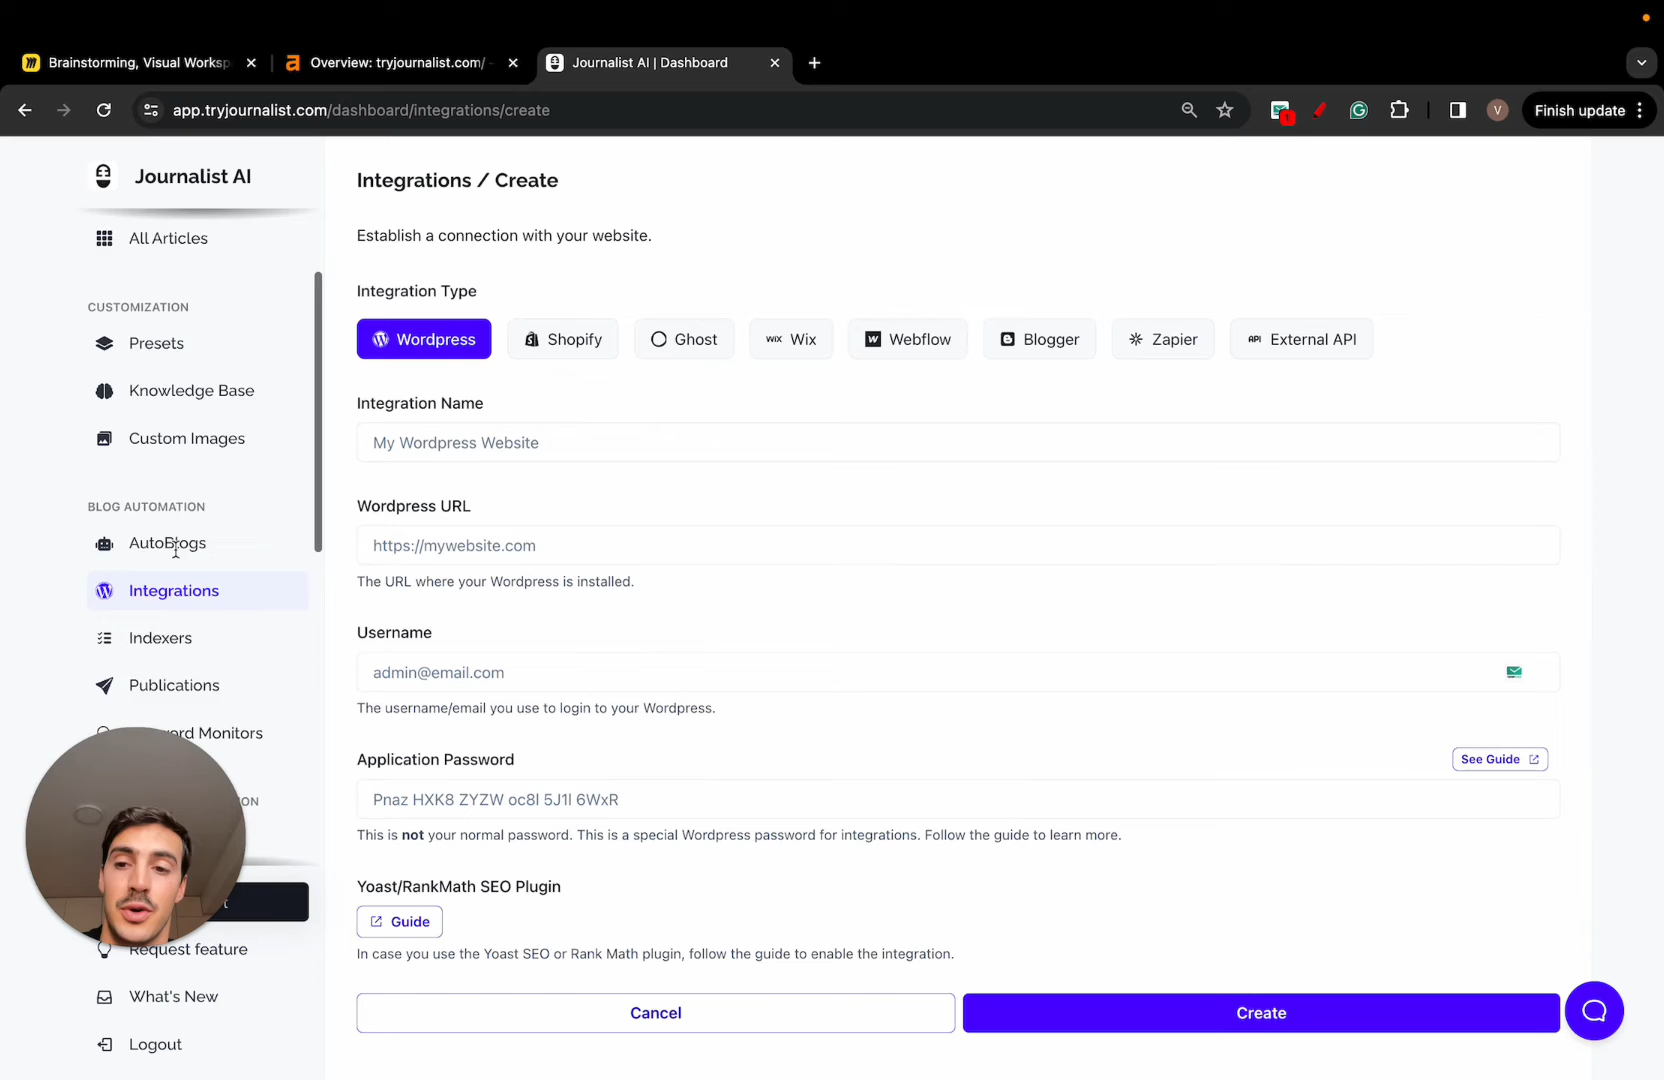 Brainstorming, Visual Worksp
Overview: tryjournalist.com/ -
Journalist AI | Dashboard
app.tryjournalist.com/dashboard/integrations/create
1
V
Finish update
Journalist AI
All Articles
CUSTOMIZATION
Presets
Knowledge Base
Custom Images
BLOG AUTOMATION
AutoBlogs
Integrations
Indexers
Publications
Monitors
Request feature
What's New
Logout
Integrations / Create
Establish a connection with your website.
Integration Type
Wordpress
Shopify
Ghost
WIX Wix
Webflow
Blogger
Zapier
API External API
Integration Name
My Wordpress Website
Wordpress URL
https://mywebsite.com
The URL where your Wordpress is installed.
Username
admin@email.com
The username/email you use to login to your Wordpress.
Application Password
See Guide
Pnaz HXK8 ZYZW oc8l 5J1l 6WxR
This is not your normal password. This is a special Wordpress password for integrations. Follow the guide to learn more.
Yoast/RankMath SEO Plugin
Guide
In case you use the Yoast SEO or Rank Math plugin, follow the guide to enable the integration.
Cancel
Create